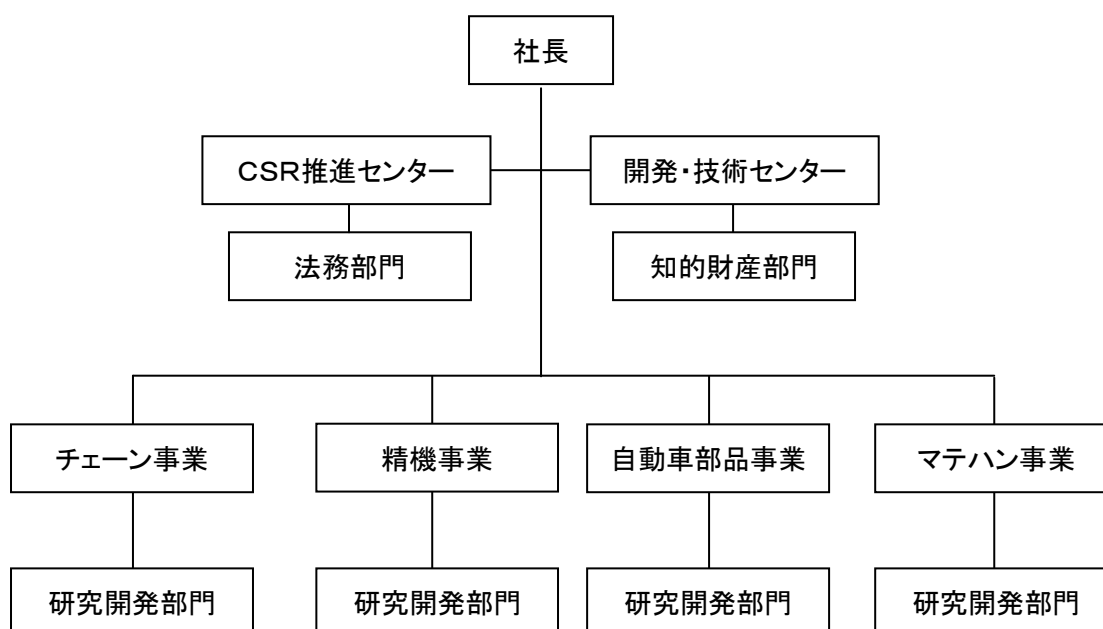 社長
CSR推進センター
開発・技術センター
法務部門
知的財産部門
チェーン事業
精機事業
自動車部品事業
マテハン事業
研究開発部門
研究開発部門
研究開発部門
研究開発部門